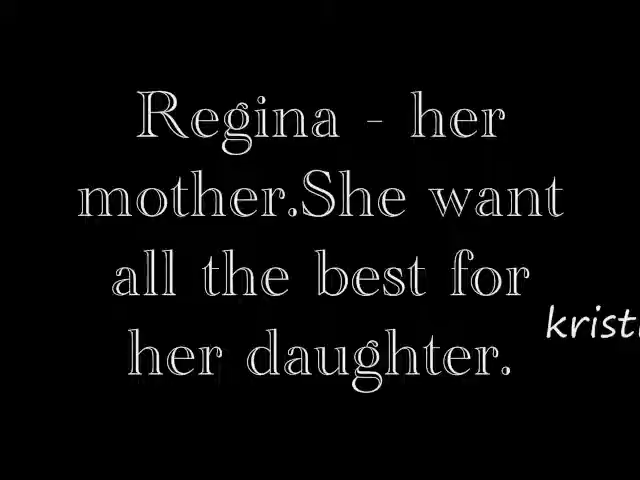 Regina - her
mother.She want
all the best for
her daughter.